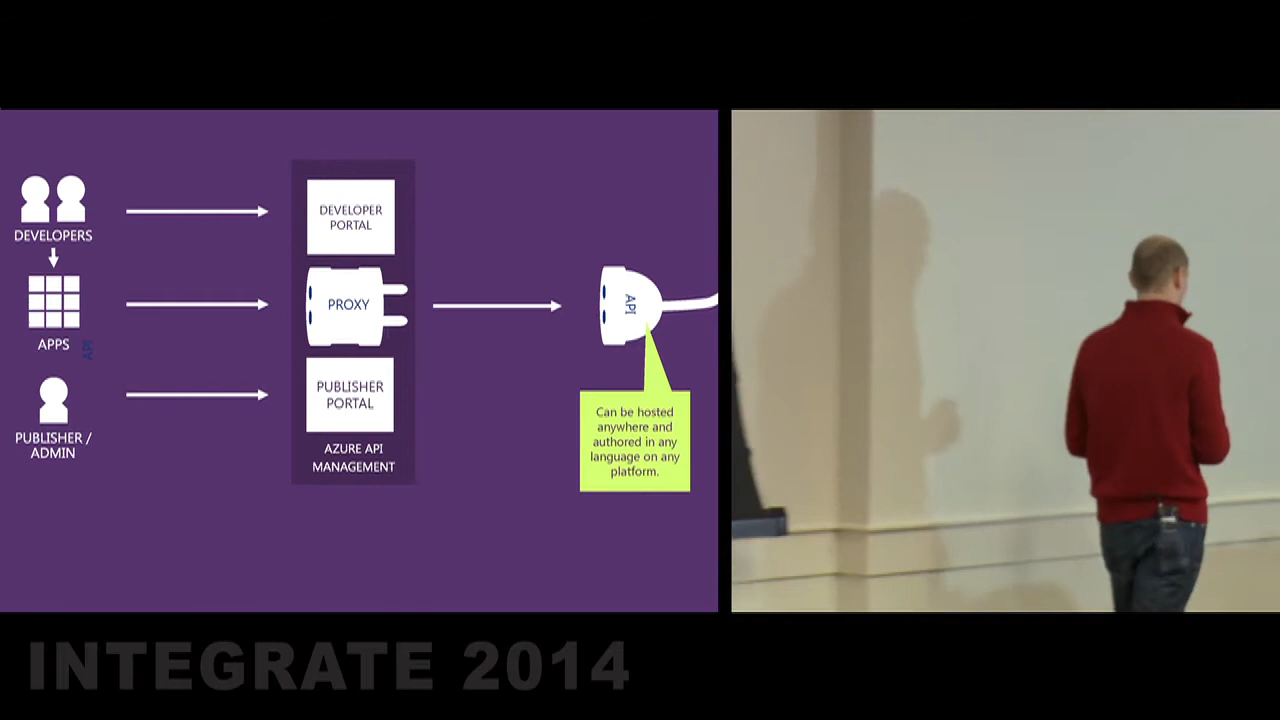 DEVELOPERS
APPS
API
PUBLISHER /
ADMIN
DEVELOPER
PORTAL
PROXY
PUBLISHER
PORTAL
AZURE API
MANAGEMENT
API
Can be hosted
anywhere and
authored in any
language on any
platform.
INTEGRATE 2014